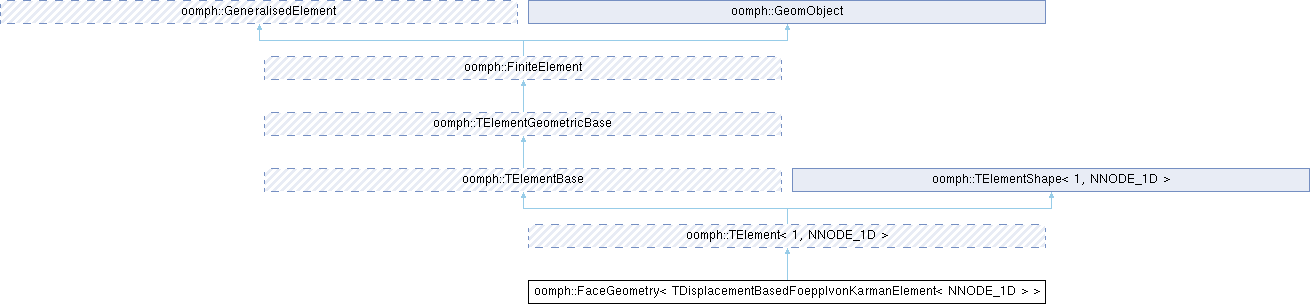 oomph::GeneralisedElement
oomph::GeomObject
oomph::FiniteElement
oomph::TElementGeometricBase
oomph::TElementBase
oomph::TElementShape< 1, NNODE_1D >
oomph::TElement< 1, NNODE_1D >
oomph::FaceGeometry< TDisplacementBasedFoepplvonKarmanElement< NNODE_1D > >